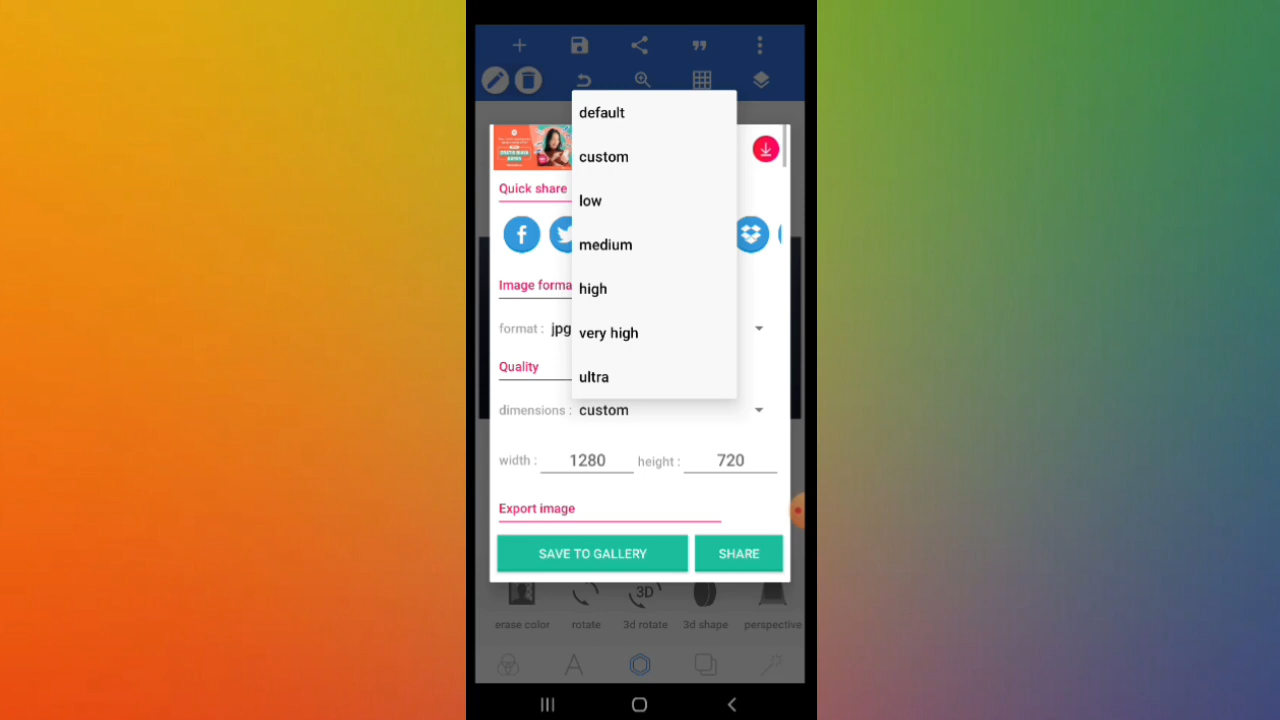 default
custom
Quick share
low
medium
Image forma
high
format : jpg
very high
Quality
ultra
dimensions : custom
width : 1280 height : 720
Export image
SAVE TO GALLERY SHARE
3D
erase color rotate 3d rotate 3d shape perspective